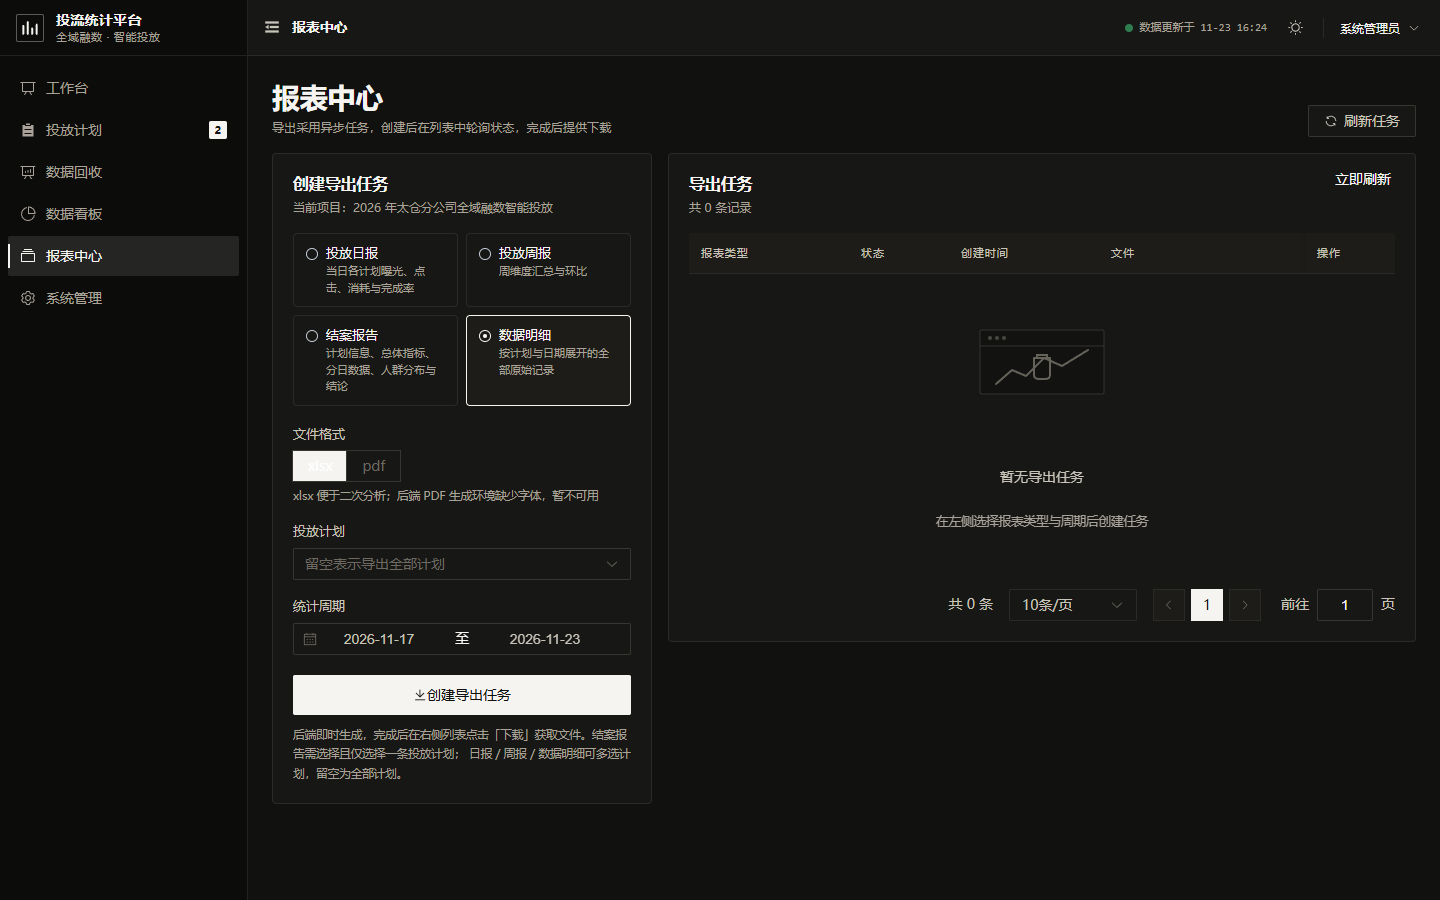 投流统计平台
全域融数 · 智能投放
报表中心
数据更新于 11-23 16:24
系统管理员
工作台
投放计划
2
数据回收
数据看板
报表中心
系统管理
报表中心
导出采用异步任务，创建后在列表中轮询状态，完成后提供下载
刷新任务
创建导出任务
当前项目：2026 年太仓分公司全域融数智能投放
投放日报
当日各计划曝光、点
击、消耗与完成率
投放周报
周维度汇总与环比
结案报告
计划信息、总体指标、
分日数据、人群分布与
结论
数据明细
按计划与日期展开的全
部原始记录
文件格式
xlsx
pdf
xlsx 便于二次分析；后端 PDF 生成环境缺少字体，暂不可用
投放计划
留空表示导出全部计划
统计周期
2026-11-17 至 2026-11-23
创建导出任务
后端即时生成，完成后在右侧列表点击「下载」获取文件。结案报
告需选择且仅选择一条投放计划； 日报 / 周报 / 数据明细可多选计
划，留空为全部计划。
导出任务
共 0 条记录
立即刷新
报表类型 状态 创建时间 文件 操作
暂无导出任务
在左侧选择报表类型与周期后创建任务
共 0 条 10条/页 1 前往 1 页